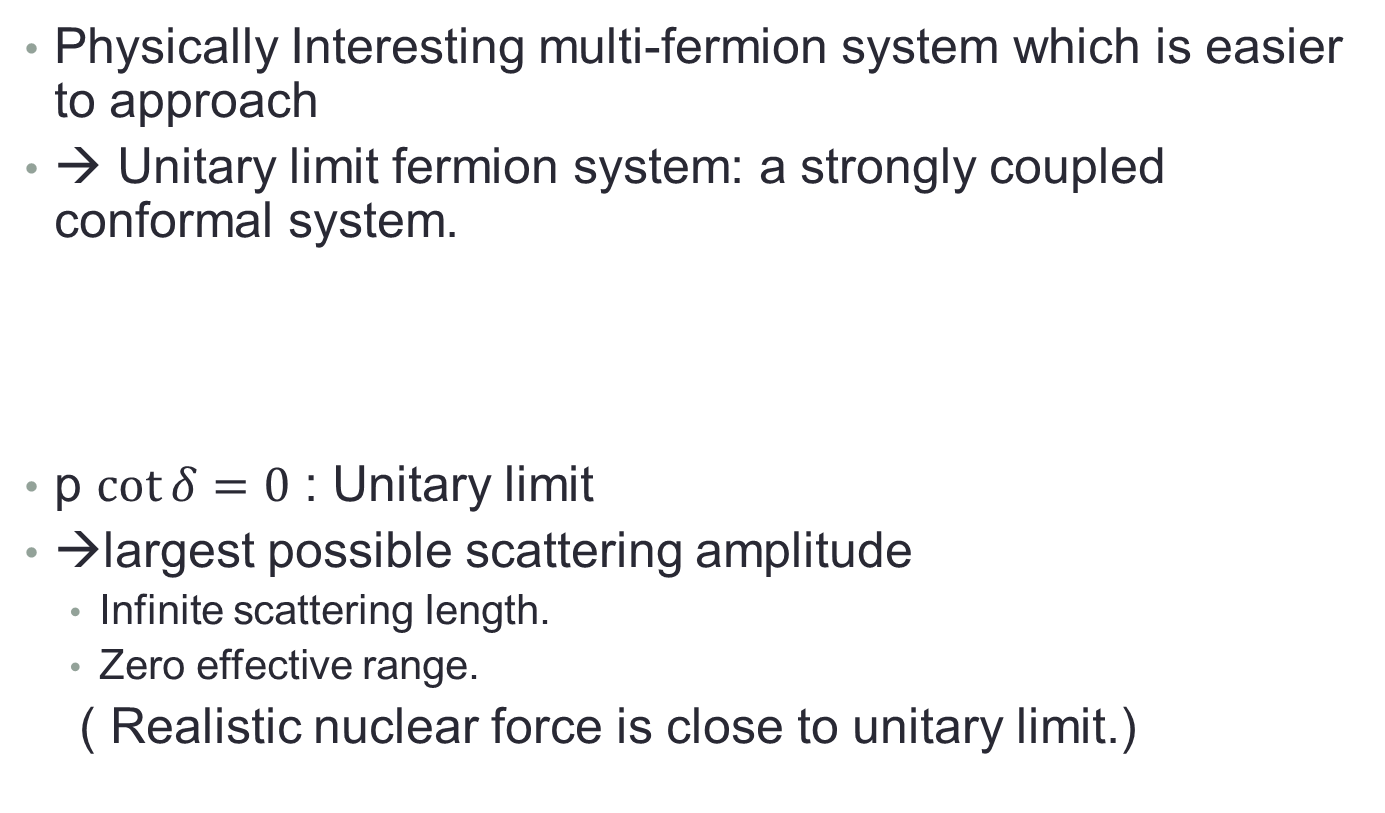 • Physically Interesting multi-fermion system which is easier
to approach
• → Unitary limit fermion system: a strongly coupled
conformal system.
• p cot 𝛿 = 0 : Unitary limit
• →largest possible scattering amplitude
• Infinite scattering length.
• Zero effective range.
( Realistic nuclear force is close to unitary limit.)